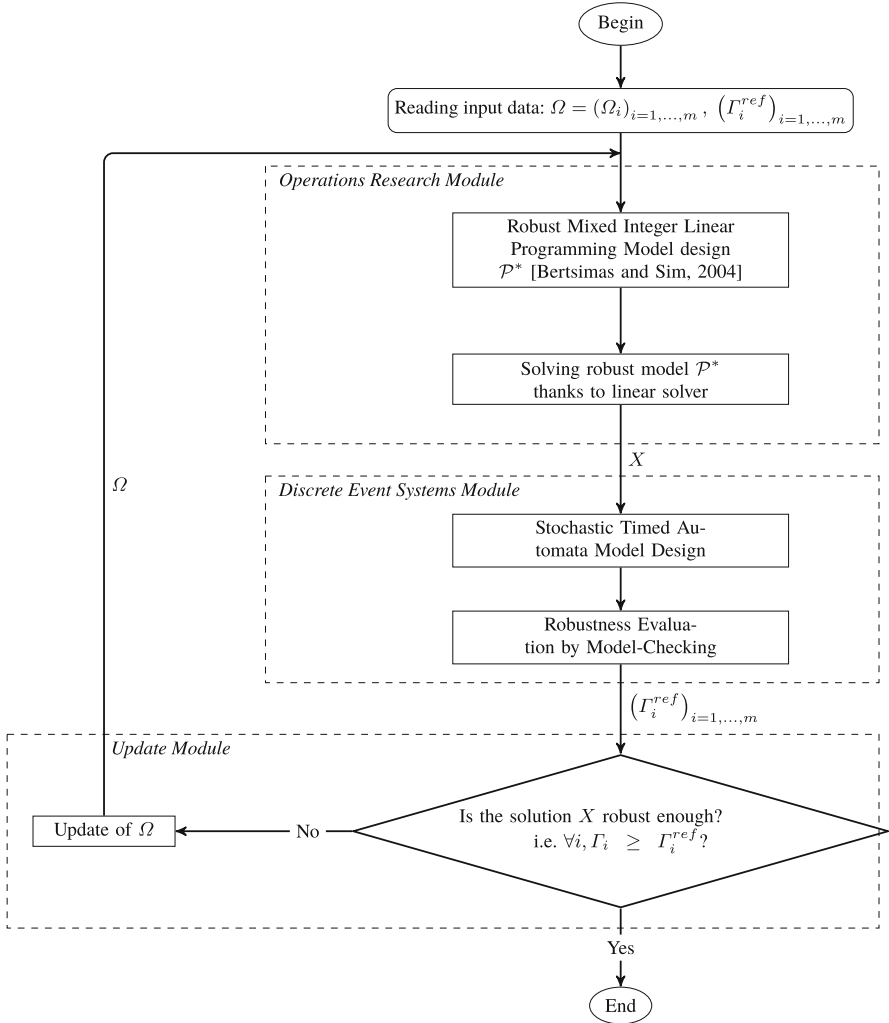 Begin
Reading input data: Ω = (Ω_i)_{i=1,...,m} , (Γ_i^{ref})_{i=1,...,m}
Operations Research Module
Robust Mixed Integer Linear
Programming Model design
𝒫* [Bertsimas and Sim, 2004]
Solving robust model 𝒫*
thanks to linear solver
X
Ω
Discrete Event Systems Module
Stochastic Timed Au-
tomata Model Design
Robustness Evalua-
tion by Model-Checking
(Γ_i^{ref})_{i=1,...,m}
Update Module
Is the solution X robust enough?
i.e. ∀i, Γ_i ≥ Γ_i^{ref}?
No
Update of Ω
Yes
End